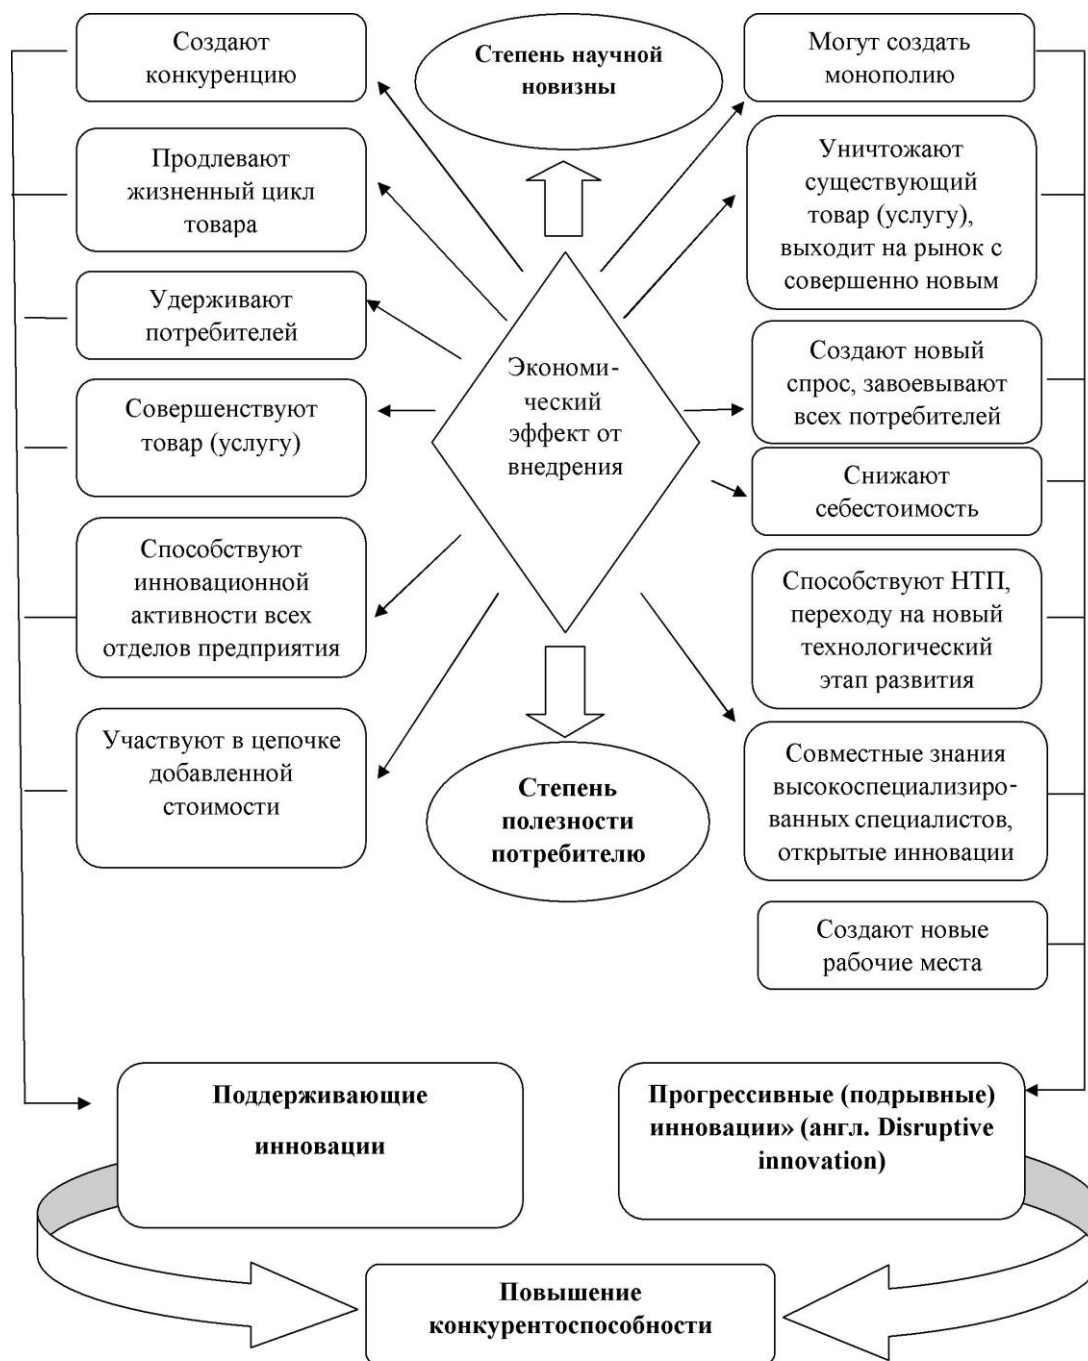 Создают
конкуренцию
Степень научной
новизны
Могут создать
монополию
Продлевают
жизненный цикл
товара
Уничтожают
существующий
товар (услугу),
выходит на рынок с
совершенно новым
Удерживают
потребителей
Экономи-
ческий
эффект от
внедрения
Создают новый
спрос, завоевывают
всех потребителей
Совершенствуют
товар (услугу)
Снижают
себестоимость
Способствуют
инновационной
активности всех
отделов предприятия
Способствуют НТП,
переходу на новый
технологический
этап развития
Участвуют в цепочке
добавленной
стоимости
Степень
полезности
потребителю
Совместные знания
высокоспециализиро-
ванных специалистов,
открытые инновации
Создают новые
рабочие места
Поддерживающие
инновации
Прогрессивные (подрывные)
инновации» (англ. Disruptive
innovation)
Повышение
конкурентоспособности